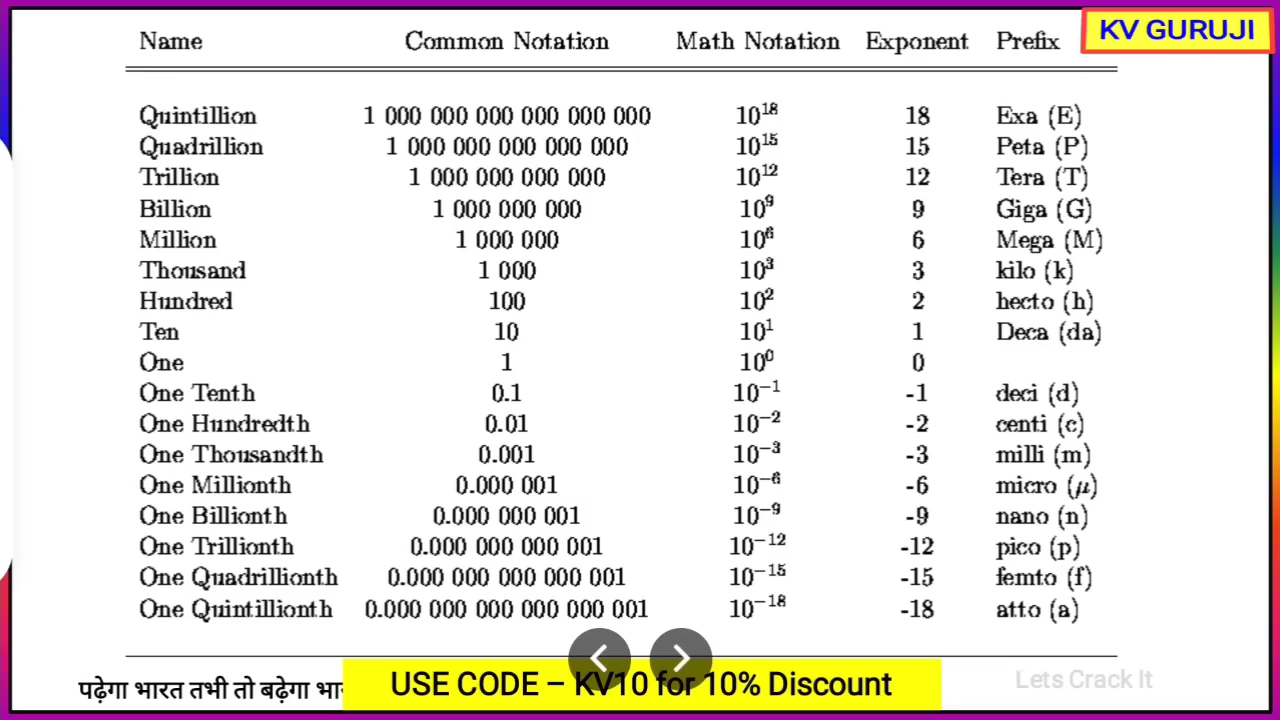 KV GURUJI
Name Common Notation Math Notation Exponent Prefix
Quintillion 1 000 000 000 000 000 000 10^18 18 Exa (E)
Quadrillion 1 000 000 000 000 000 10^15 15 Peta (P)
Trillion 1 000 000 000 000 10^12 12 Tera (T)
Billion 1 000 000 000 10^9 9 Giga (G)
Million 1 000 000 10^6 6 Mega (M)
Thousand 1 000 10^3 3 kilo (k)
Hundred 100 10^2 2 hecto (h)
Ten 10 10^1 1 Deca (da)
One 1 10^0 0
One Tenth 0.1 10^−1 -1 deci (d)
One Hundredth 0.01 10^−2 -2 centi (c)
One Thousandth 0.001 10^−3 -3 milli (m)
One Millionth 0.000 001 10^−6 -6 micro (μ)
One Billionth 0.000 000 001 10^−9 -9 nano (n)
One Trillionth 0.000 000 000 001 10^−12 -12 pico (p)
One Quadrillionth 0.000 000 000 000 001 10^−15 -15 femto (f)
One Quintillionth 0.000 000 000 000 000 001 10^−18 -18 atto (a)
पढ़ेगा भारत तभी तो बढ़ेगा
USE CODE – KV10 for 10% Discount
Lets Crack It